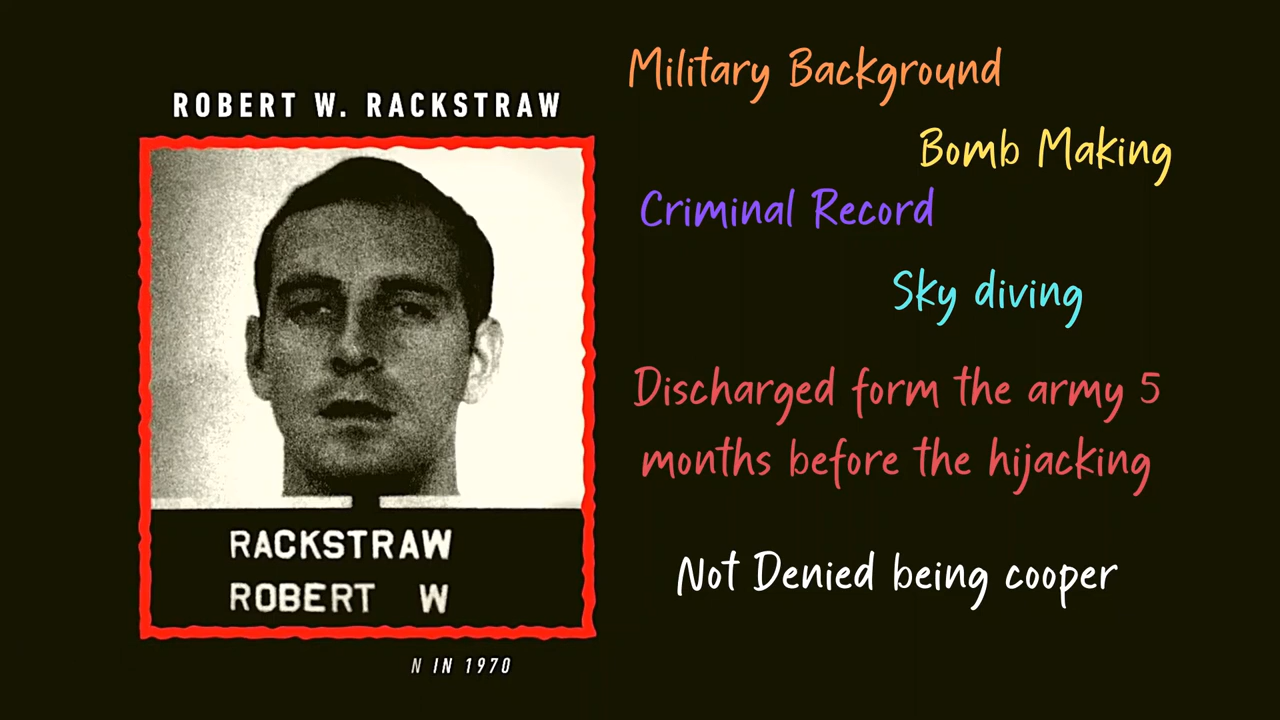 ROBERT W. RACKSTRAW
RACKSTRAW
ROBERT W
N IN 1970
Military Background
Bomb Making
Criminal Record
Sky diving
Discharged form the army 5
months before the hijacking
Not Denied being cooper